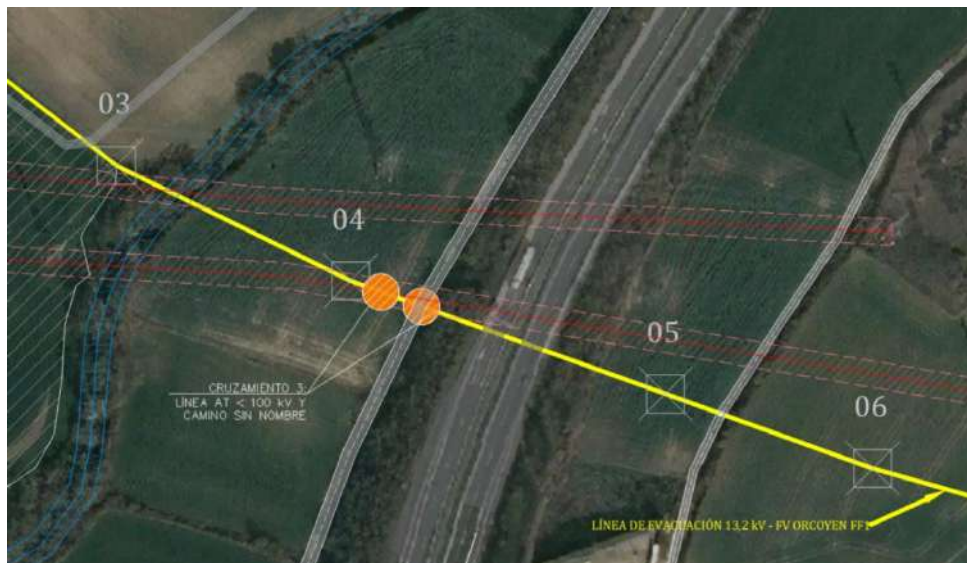 03
04
05
06
CRUZAMIENTO 3:
LÍNEA AT < 100 kV Y
CAMINO SIN NOMBRE
LÍNEA DE EVACUACIÓN 13,2 kV - FV ORCOYEN FF1